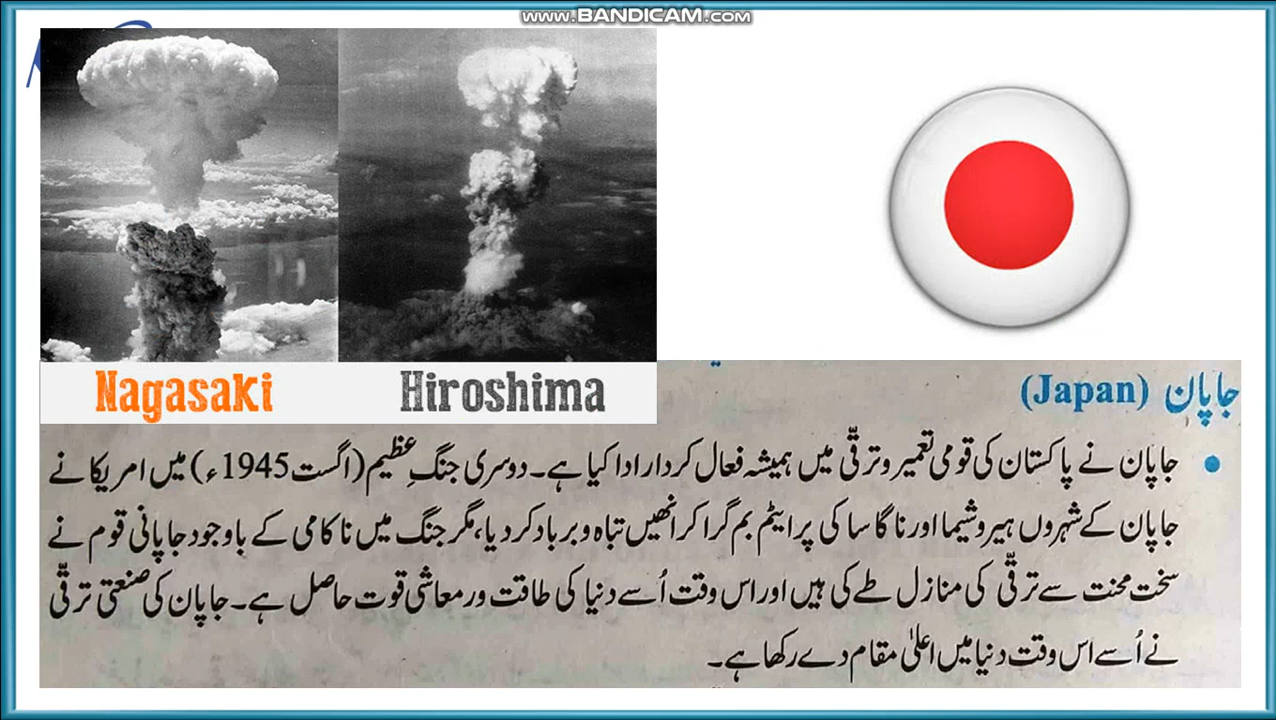 www.BANDICAM.com
Nagasaki
Hiroshima
جاپان (Japan)
جاپان نے پاکستان کی قومی تعمیر و ترقّی میں ہمیشہ فعال کردار ادا کیا ہے۔ دوسری جنگِ عظیم (اگست 1945ء) میں امریکا نے
جاپان کے شہروں ہیروشیما اور ناگاساکی پر ایٹم بم گرا کر انھیں تباہ و برباد کر دیا، مگر جنگ میں ناکامی کے باوجود جاپانی قوم نے
سخت محنت سے ترقّی کی منازل طے کی ہیں اور اس وقت اُسے دنیا کی طاقت ور معاشی قوت حاصل ہے۔ جاپان کی صنعتی ترقّی
نے اُسے اس وقت دنیا میں اعلیٰ مقام دے رکھا ہے۔